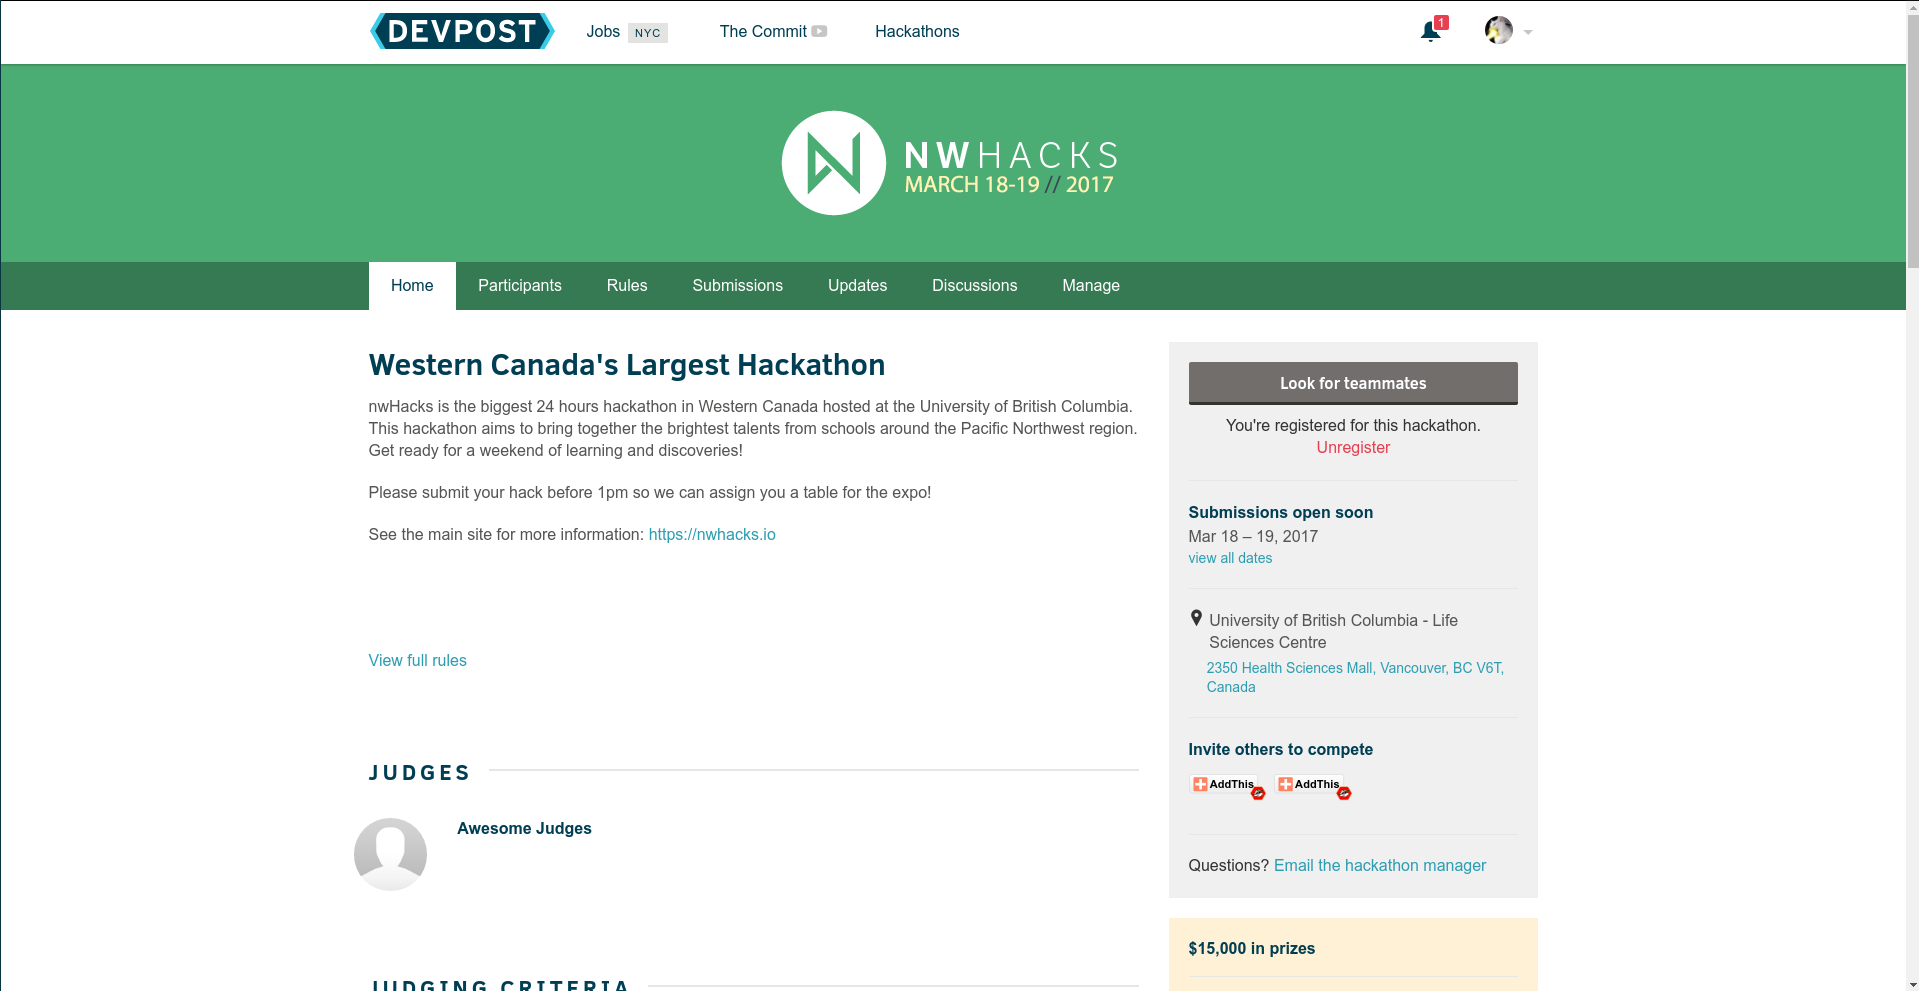 DEVPOST
Jobs NYC
The Commit
Hackathons
1
NWHACKS
MARCH 18-19 // 2017
Home
Participants
Rules
Submissions
Updates
Discussions
Manage
Western Canada's Largest Hackathon
nwHacks is the biggest 24 hours hackathon in Western Canada hosted at the University of British Columbia.
This hackathon aims to bring together the brightest talents from schools around the Pacific Northwest region.
Get ready for a weekend of learning and discoveries!
Please submit your hack before 1pm so we can assign you a table for the expo!
See the main site for more information: https://nwhacks.io
View full rules
JUDGES
Awesome Judges
JUDGING CRITERIA
Look for teammates
You're registered for this hackathon.
Unregister
Submissions open soon
Mar 18 – 19, 2017
view all dates
University of British Columbia - Life
Sciences Centre
2350 Health Sciences Mall, Vancouver, BC V6T,
Canada
Invite others to compete
AddThis
AddThis
Questions? Email the hackathon manager
$15,000 in prizes